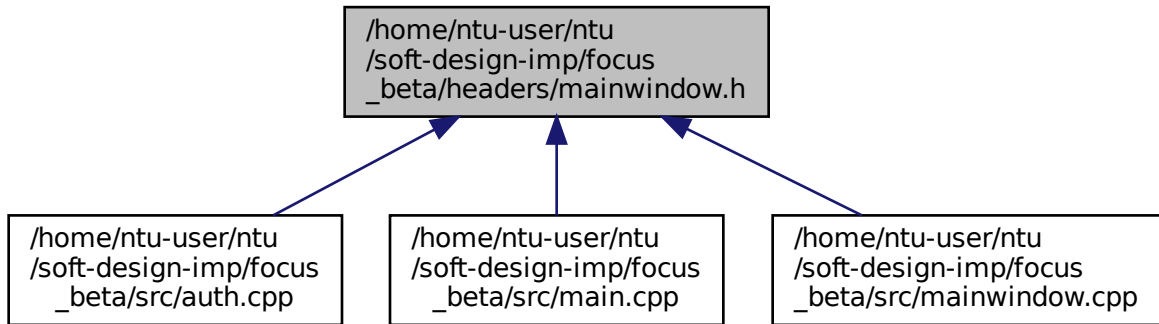 /home/ntu-user/ntu
/soft-design-imp/focus
_beta/headers/mainwindow.h
/home/ntu-user/ntu
/soft-design-imp/focus
_beta/src/auth.cpp
/home/ntu-user/ntu
/soft-design-imp/focus
_beta/src/main.cpp
/home/ntu-user/ntu
/soft-design-imp/focus
_beta/src/mainwindow.cpp